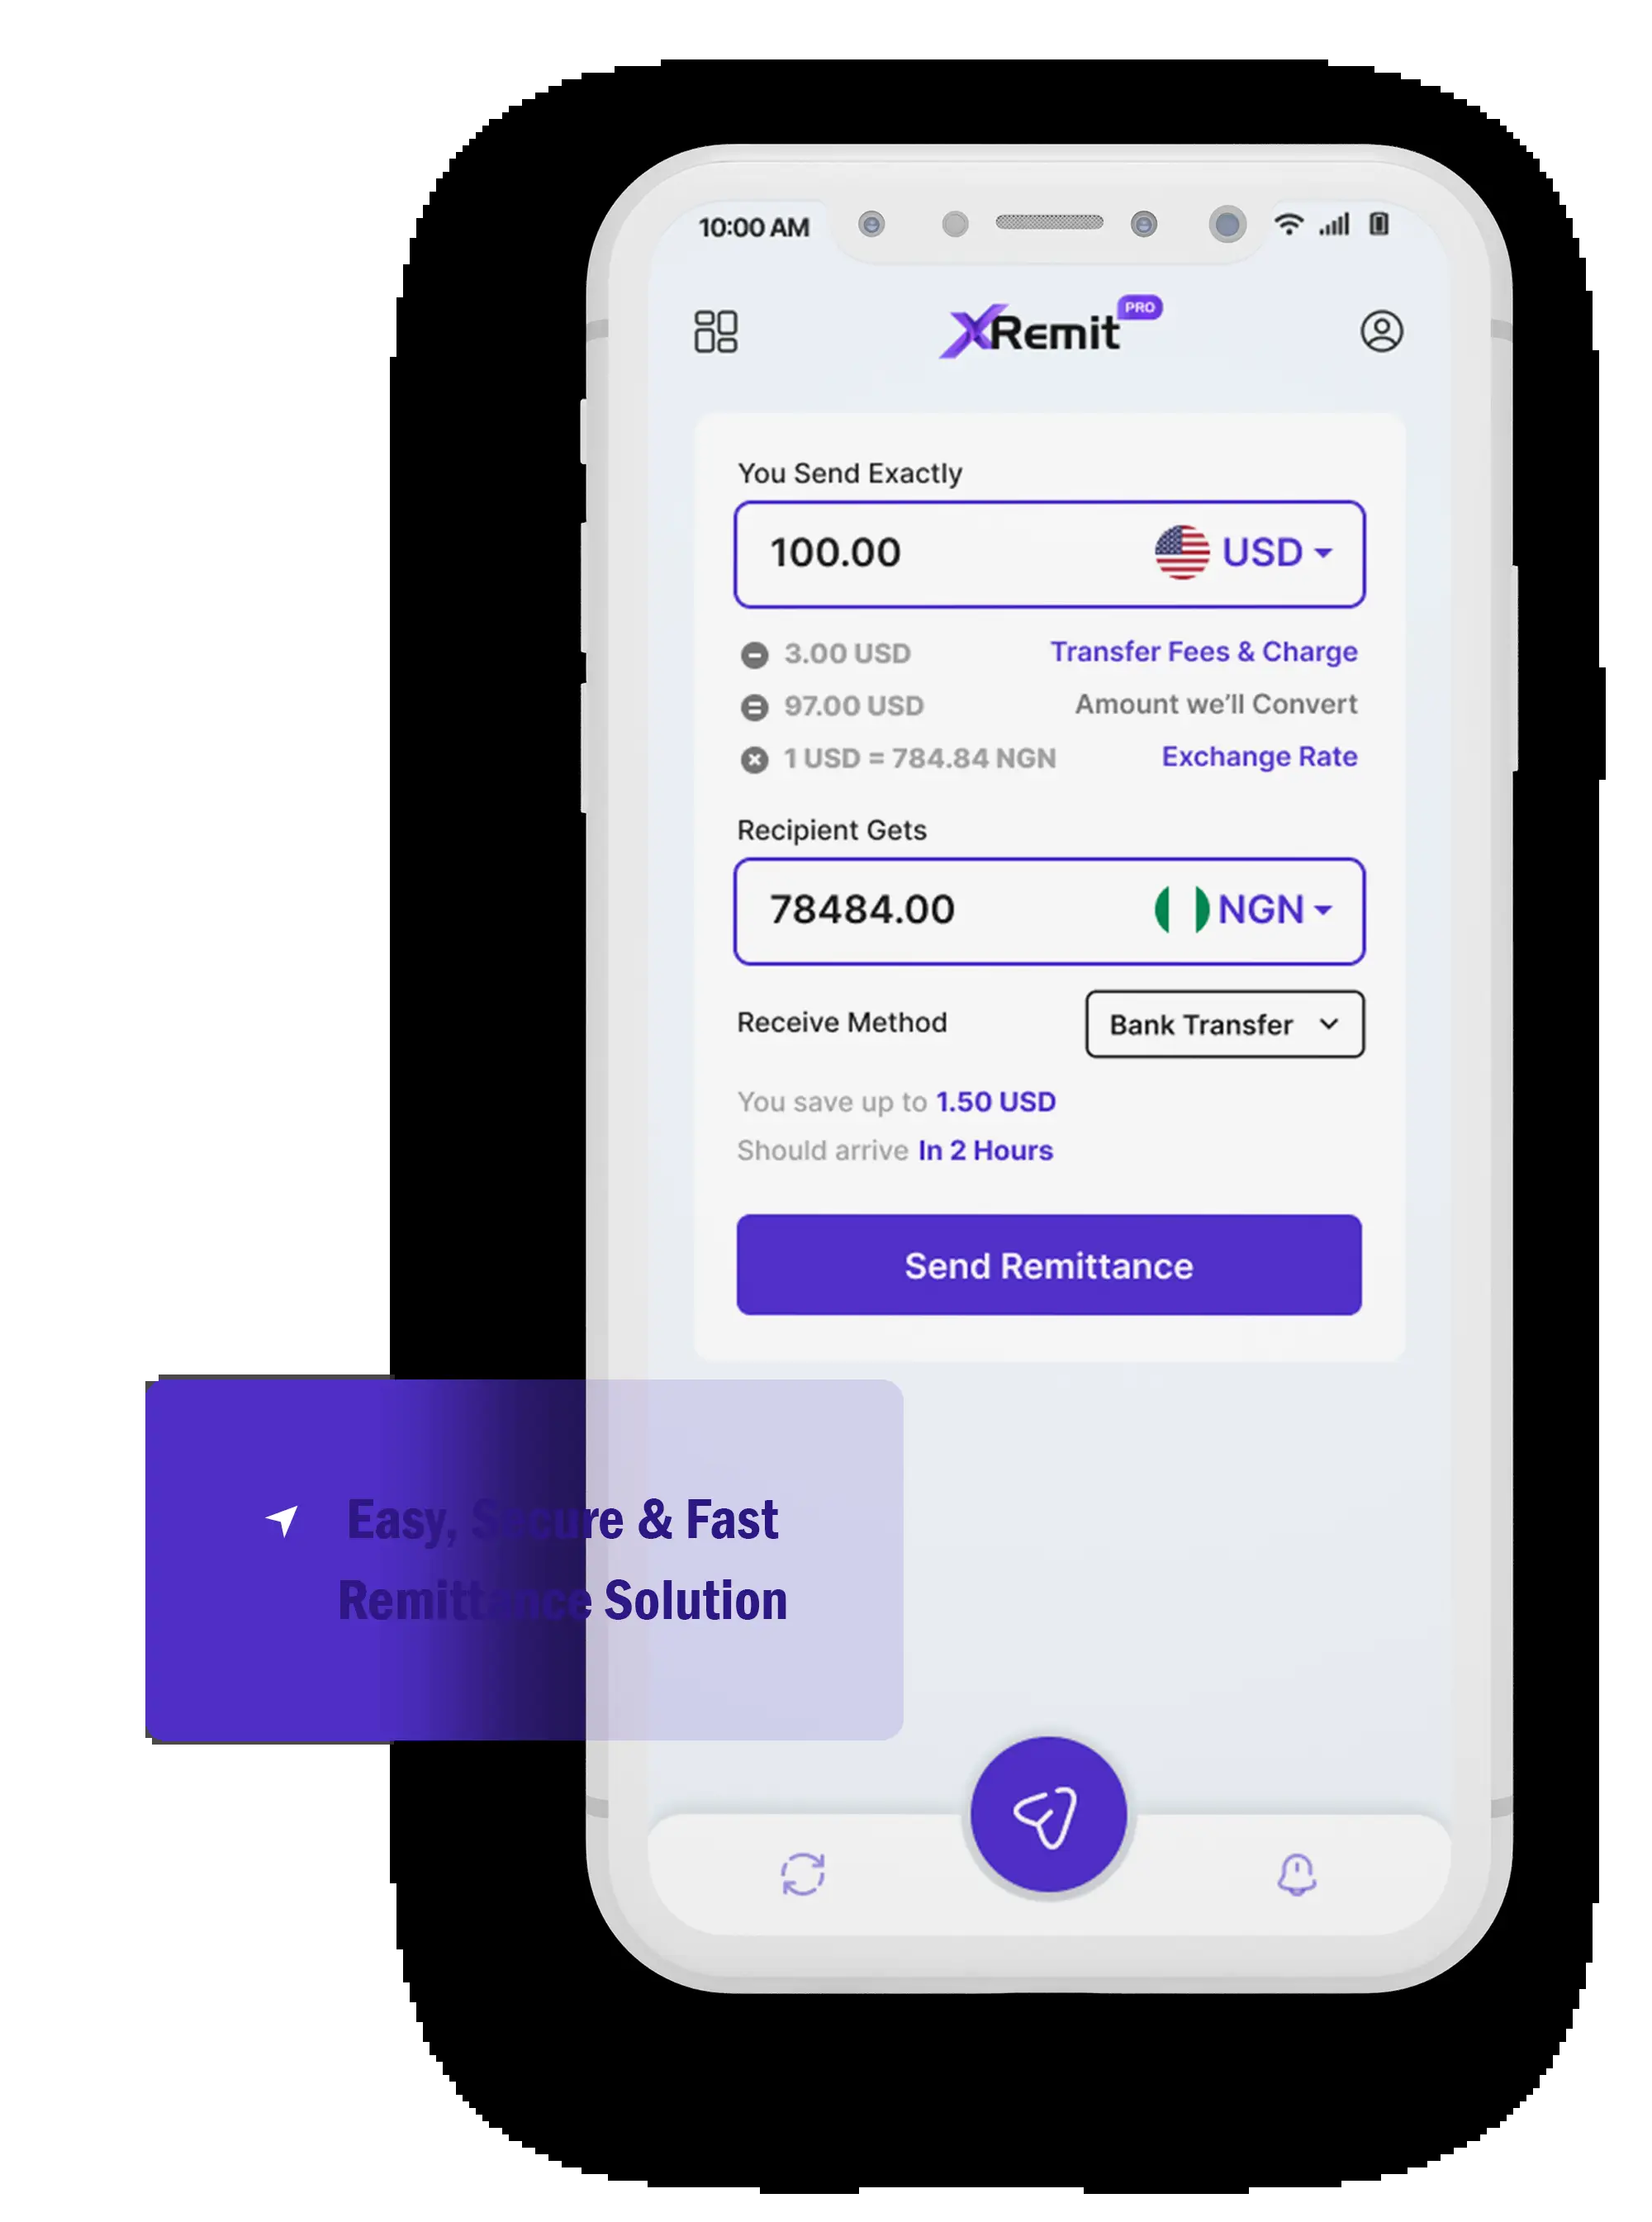 10:00 AM
XRemit PRO
You Send Exactly
100.00 USD
3.00 USD Transfer Fees & Charge
97.00 USD Amount we'll Convert
1 USD = 784.84 NGN Exchange Rate
Recipient Gets
78484.00 NGN
Receive Method Bank Transfer
You save up to 1.50 USD
Should arrive In 2 Hours
Send Remittance
Easy, Secure & Fast
Remittance Solution